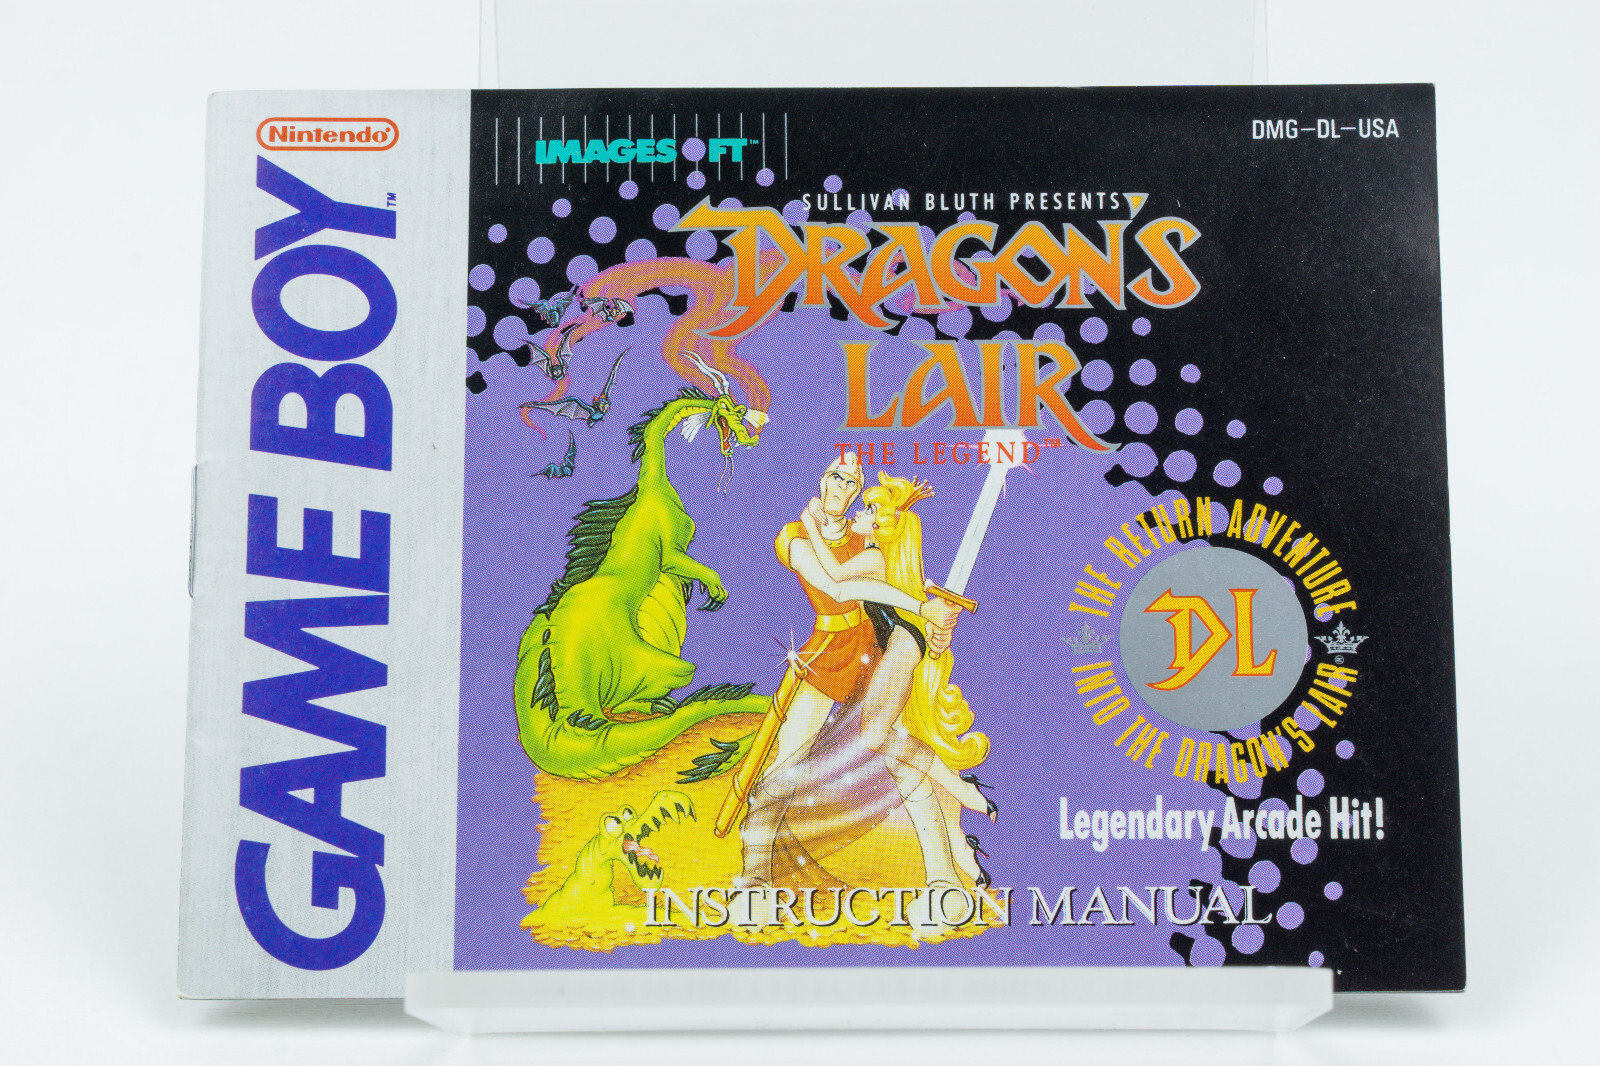 Nintendo®
GAME BOY™
IMAGESOFT™
DMG-DL-USA
SULLIVAN BLUTH PRESENTS
DRAGON'S
LAIR
THE LEGEND™
THE RETURN ADVENTURE
DL
INTO THE DRAGON'S LAIR®
Legendary Arcade Hit!
INSTRUCTION MANUAL